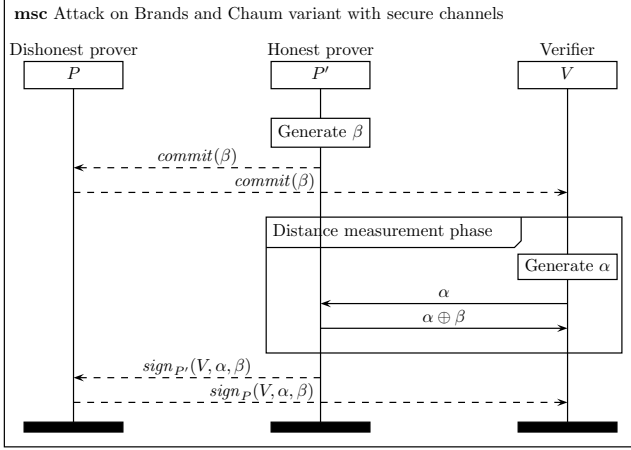 msc Attack on Brands and Chaum variant with secure channels
Dishonest prover Honest prover Verifier
P P′ V
Generate β
commit(β)
commit(β)
Distance measurement phase
Generate α
α
α ⊕ β
sign_{P′}(V, α, β)
sign_P(V, α, β)